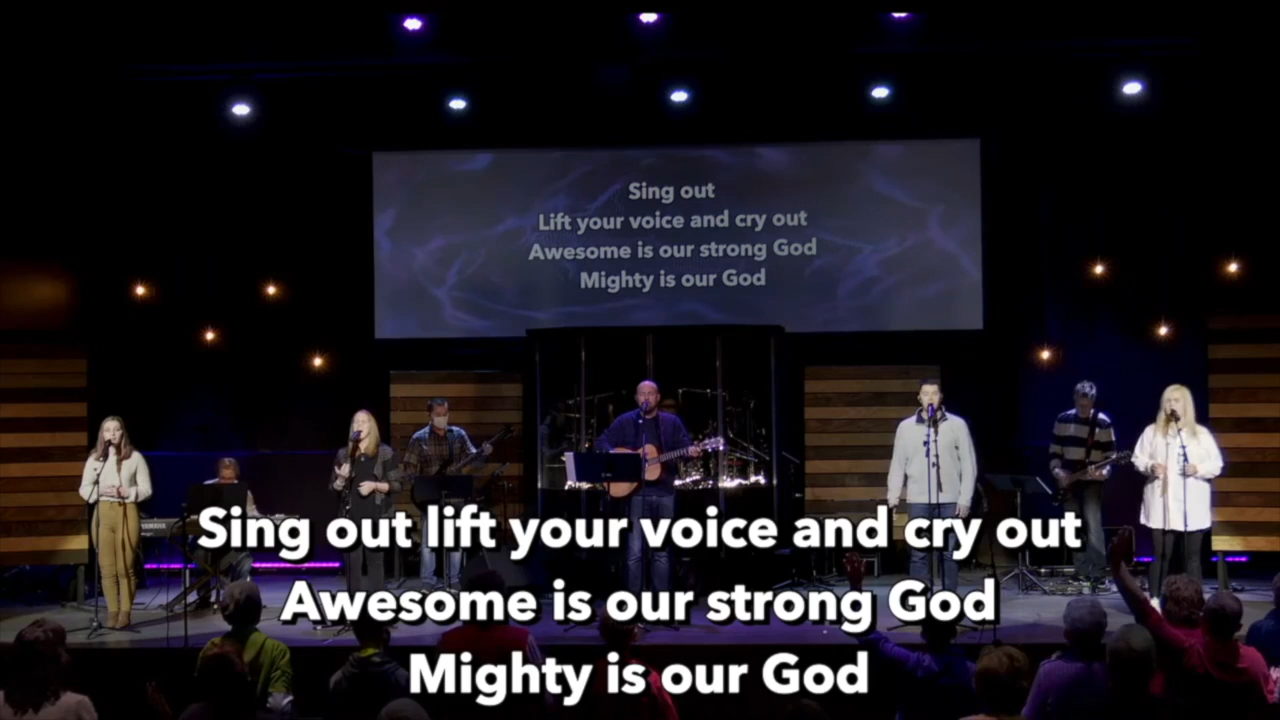 Sing out
Lift your voice and cry out
Awesome is our strong God
Mighty is our God
YAMAHA
Sing out lift your voice and cry out
Awesome is our strong God
Mighty is our God